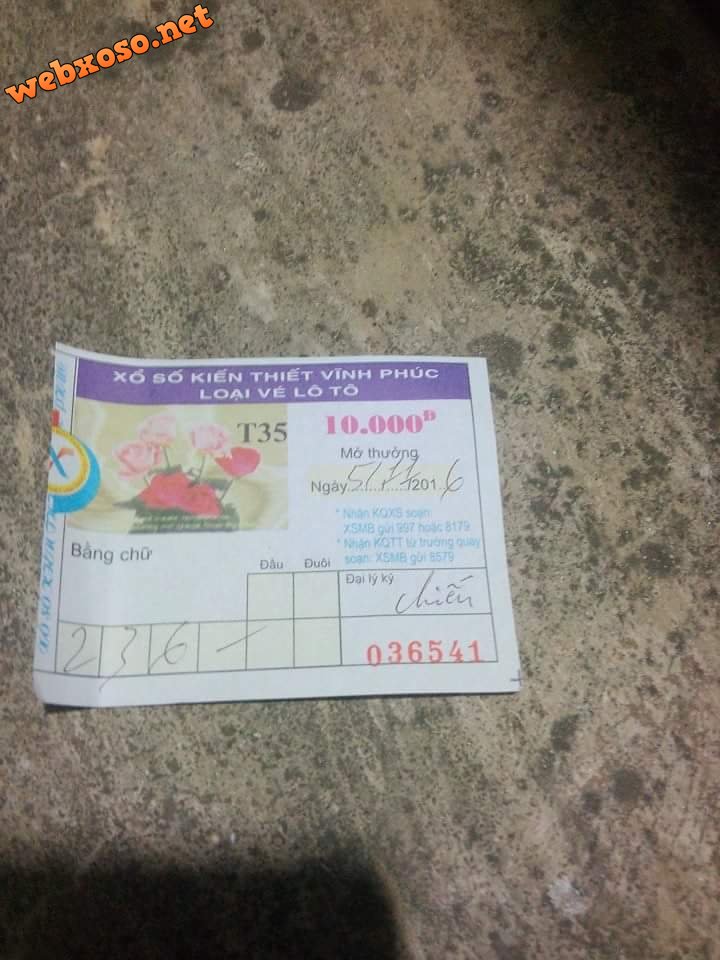 webxoso.net
XỔ SỐ KIẾN THIẾT VĨNH PHÚC
LOẠI VÉ LÔ TÔ
T35
10.000Đ
Mở thưởng
Ngày 5/11/2016
* Nhận KQXS soạn:
XSMB gửi 997 hoặc 8179
* Nhận KQTT từ trường quay
soạn: XSMB gửi 8579
Bằng chữ
Đầu Đuôi
Đại lý ký
chiến
2 3 6 –
036541